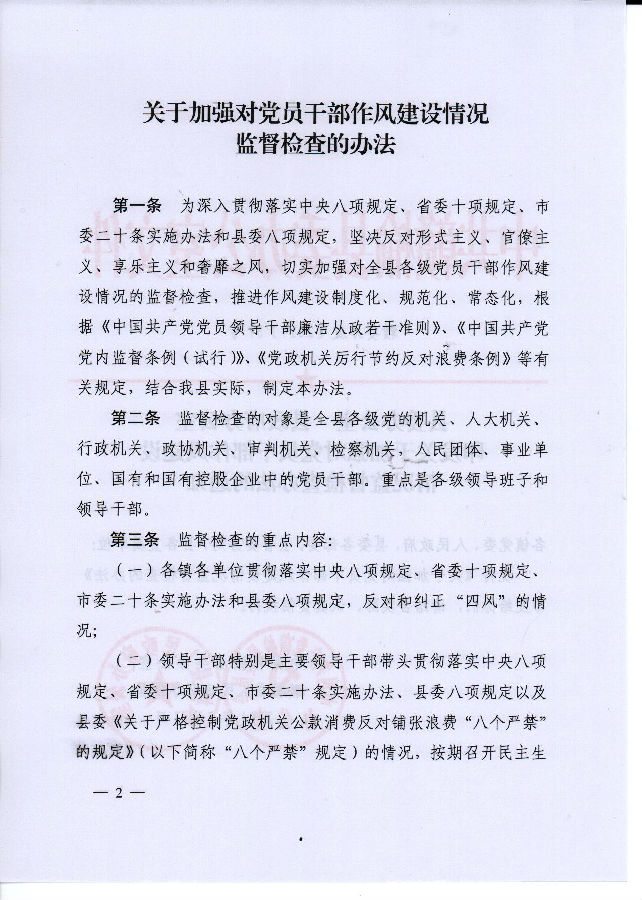 关于加强对党员干部作风建设情况
监督检查的办法
第一条 为深入贯彻落实中央八项规定、省委十项规定、市
委二十条实施办法和县委八项规定，坚决反对形式主义、官僚主
义、享乐主义和奢靡之风，切实加强对全县各级党员干部作风建
设情况的监督检查，推进作风建设制度化、规范化、常态化，根
据《中国共产党党员领导干部廉洁从政若干准则》、《中国共产党
党内监督条例（试行）》、《党政机关厉行节约反对浪费条例》等有
关规定，结合我县实际，制定本办法。
第二条 监督检查的对象是全县各级党的机关、人大机关、
行政机关、政协机关、审判机关、检察机关，人民团体、事业单
位、国有和国有控股企业中的党员干部。重点是各级领导班子和
领导干部。
第三条 监督检查的重点内容：
（一）各镇各单位贯彻落实中央八项规定、省委十项规定、
市委二十条实施办法和县委八项规定，反对和纠正“四风”的情
况；
（二）领导干部特别是主要领导干部带头贯彻落实中央八项
规定、省委十项规定、市委二十条实施办法、县委八项规定以及
县委《关于严格控制党政机关公款消费反对铺张浪费“八个严禁”
的规定》（以下简称“八个严禁”规定）的情况，按期召开民主生
— 2 —